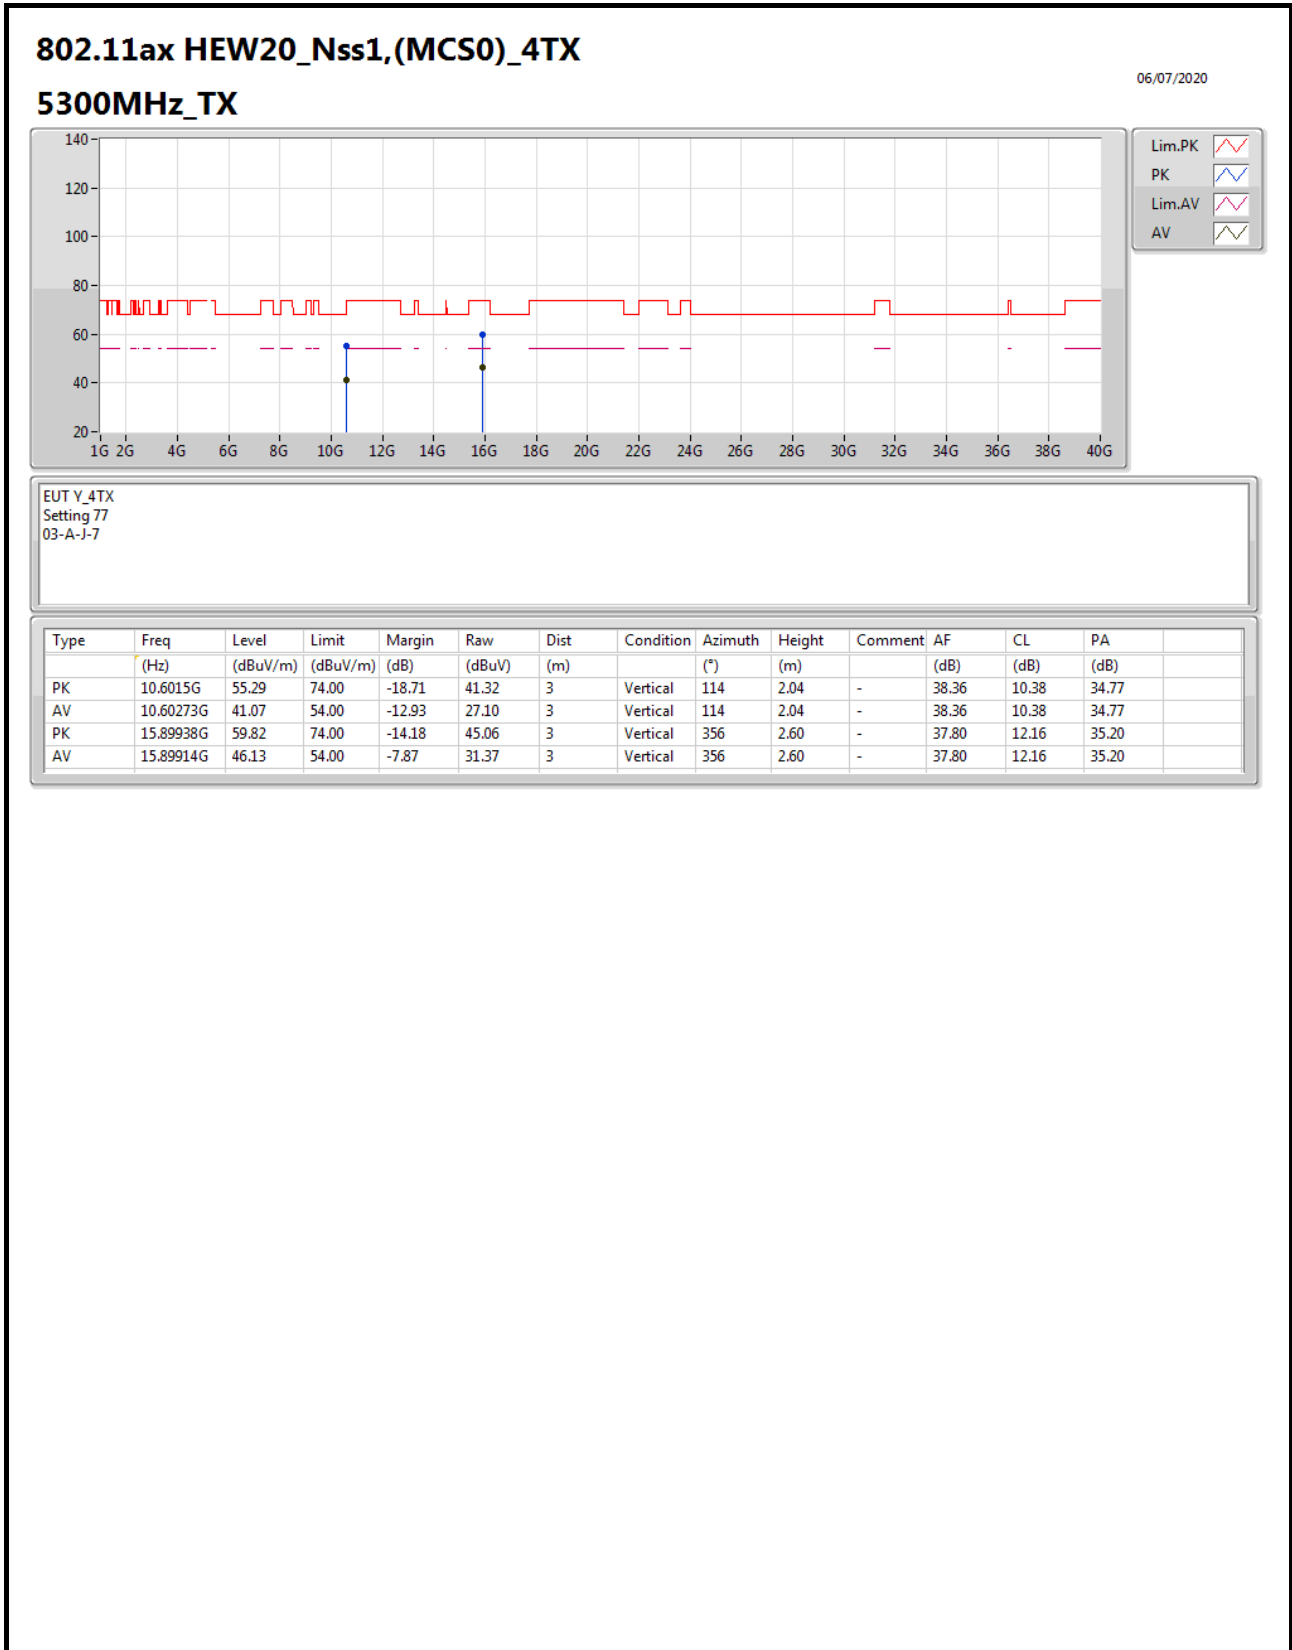 802.11ax HEW20_Nss1,(MCS0)_4TX
06/07/2020
5300MHz_TX
140
120
100
80
60
40
20
1G 2G 4G 6G 8G 10G 12G 14G 16G 18G 20G 22G 24G 26G 28G 30G 32G 34G 36G 38G 40G
Lim.PK
PK
Lim.AV
AV
EUT Y_4TX
Setting 77
03-A-J-7
Type Freq Level Limit Margin Raw Dist Condition Azimuth Height Comment AF CL PA
(Hz) (dBuV/m) (dBuV/m) (dB) (dBuV) (m) (°) (m) (dB) (dB) (dB)
PK 10.6015G 55.29 74.00 -18.71 41.32 3 Vertical 114 2.04 - 38.36 10.38 34.77
AV 10.60273G 41.07 54.00 -12.93 27.10 3 Vertical 114 2.04 - 38.36 10.38 34.77
PK 15.89938G 59.82 74.00 -14.18 45.06 3 Vertical 356 2.60 - 37.80 12.16 35.20
AV 15.89914G 46.13 54.00 -7.87 31.37 3 Vertical 356 2.60 - 37.80 12.16 35.20